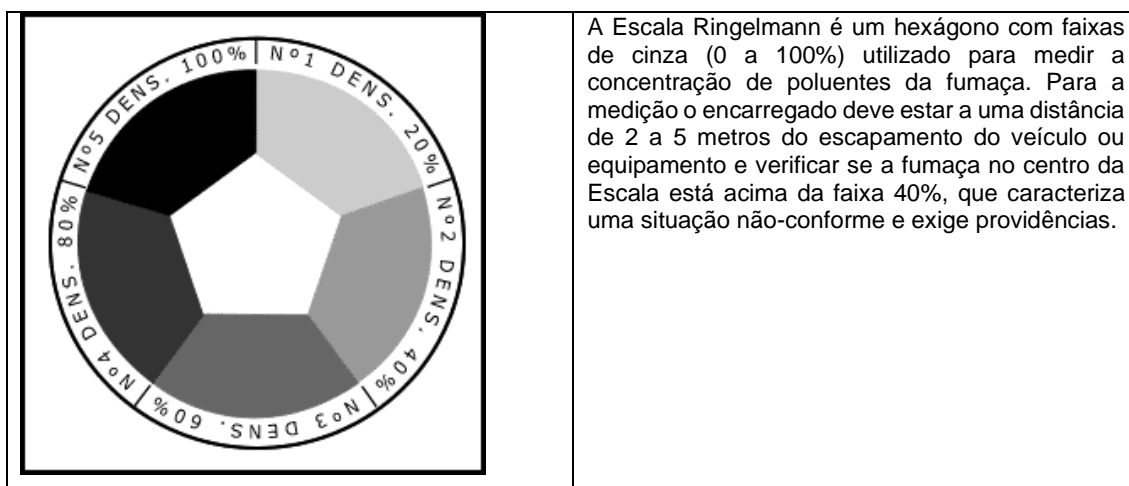 Nº1 DENS. 20%
Nº2 DENS. 40%
Nº3 DENS. 60%
Nº4 DENS. 80%
Nº5 DENS. 100%
A Escala Ringelmann é um hexágono com faixas
de cinza (0 a 100%) utilizado para medir a
concentração de poluentes da fumaça. Para a
medição o encarregado deve estar a uma distância
de 2 a 5 metros do escapamento do veículo ou
equipamento e verificar se a fumaça no centro da
Escala está acima da faixa 40%, que caracteriza
uma situação não-conforme e exige providências.